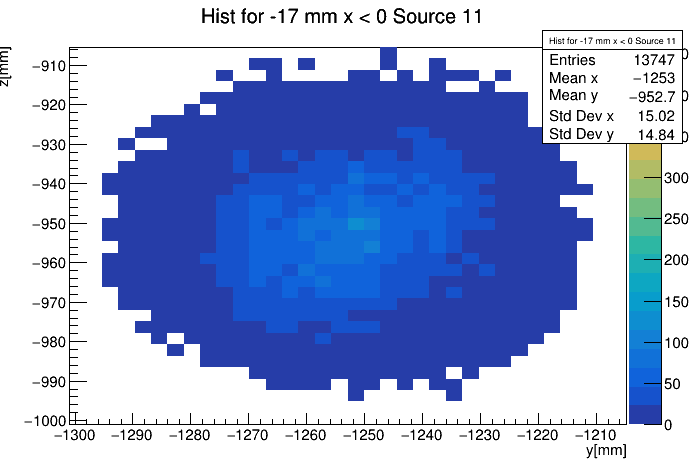 Hist for -17 mm x < 0 Source 11
z[mm]
Hist for -17 mm x < 0 Source 11
Entries 13747
Mean x −1253
Mean y −952.7
Std Dev x 15.02
Std Dev y 14.84
−910
−920
−930
−940
−950
−960
−970
−980
−990
−1000
−1300 −1290 −1280 −1270 −1260 −1250 −1240 −1230 −1220 −1210
y[mm]
300
250
200
150
100
50
0